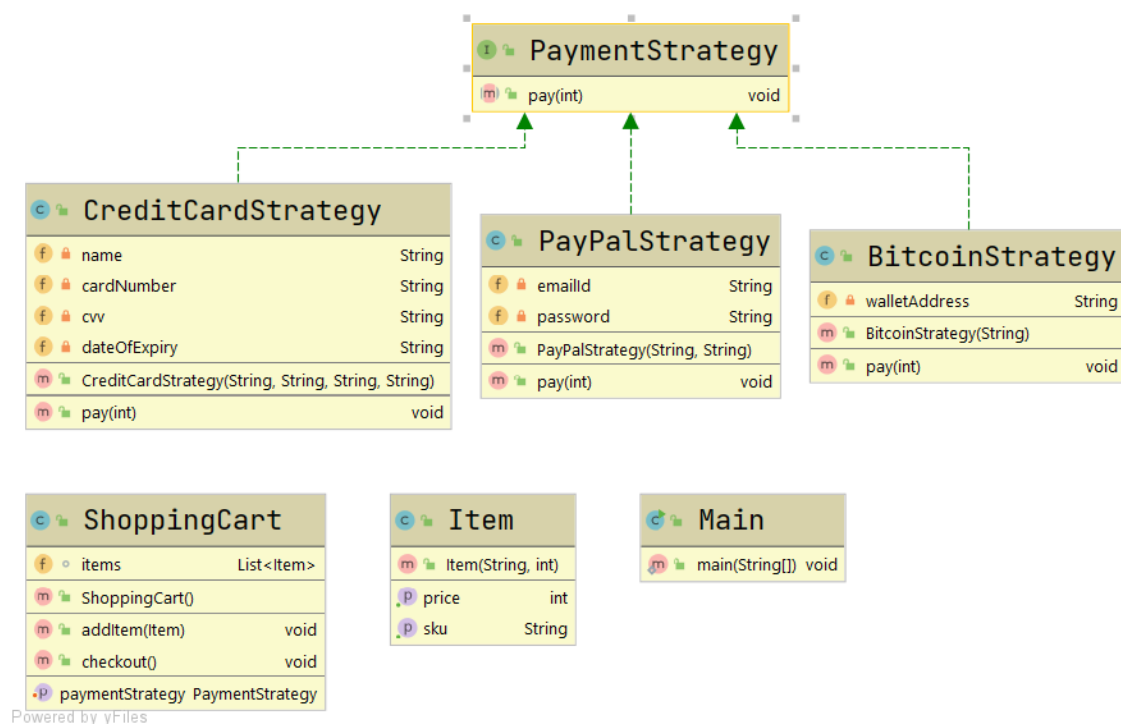 PaymentStrategy
pay(int) void
CreditCardStrategy
name String
cardNumber String
cvv String
dateOfExpiry String
CreditCardStrategy(String, String, String, String)
pay(int) void
PayPalStrategy
emailId String
password String
PayPalStrategy(String, String)
pay(int) void
BitcoinStrategy
walletAddress String
BitcoinStrategy(String)
pay(int) void
ShoppingCart
items List<Item>
ShoppingCart()
addItem(Item) void
checkout() void
paymentStrategy PaymentStrategy
Item
Item(String, int)
price int
sku String
Main
main(String[]) void
Powered by yFiles